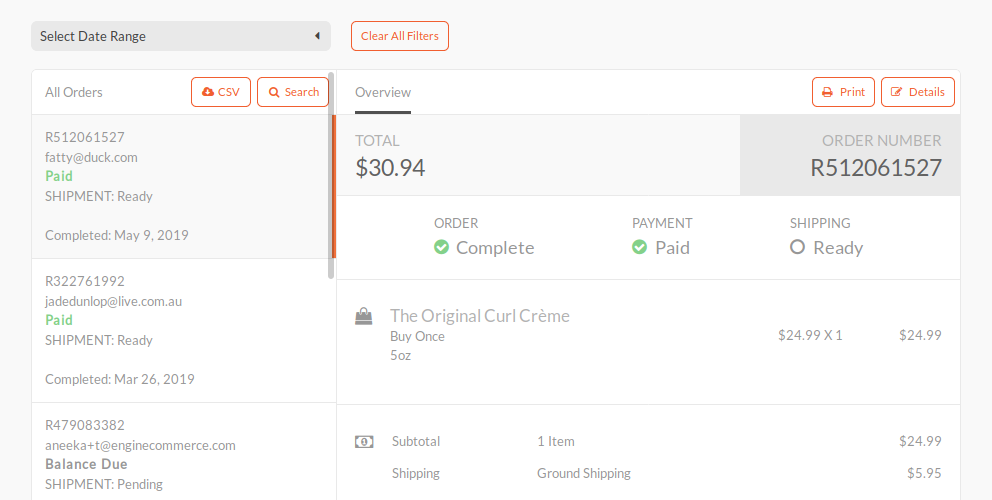 Select Date Range
Clear All Filters
All Orders
CSV
Search
Overview
Print
Details
R512061527
fatty@duck.com
Paid
SHIPMENT: Ready
Completed: May 9, 2019
R322761992
jadedunlop@live.com.au
Paid
SHIPMENT: Ready
Completed: Mar 26, 2019
R479083382
aneeka+t@enginecommerce.com
Balance Due
SHIPMENT: Pending
TOTAL
$30.94
ORDER NUMBER
R512061527
ORDER
Complete
PAYMENT
Paid
SHIPPING
Ready
The Original Curl Crème
Buy Once
5oz
$24.99 X 1
$24.99
Subtotal
1 Item
$24.99
Shipping
Ground Shipping
$5.95